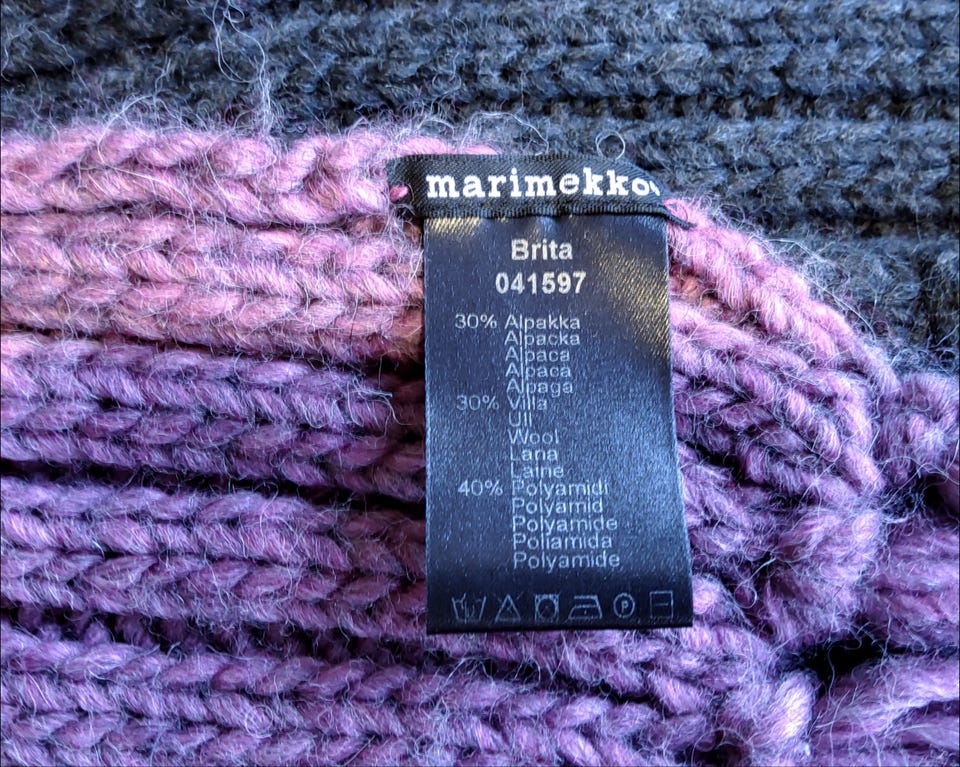 marimekko
Brita
041597
30% Alpakka
Alpacka
Alpaca
Alpaca
Alpaga
30% Villa
Ull
Wool
Lana
Laine
40% Polyamidi
Polyamid
Polyamide
Poliamida
Polyamide
P